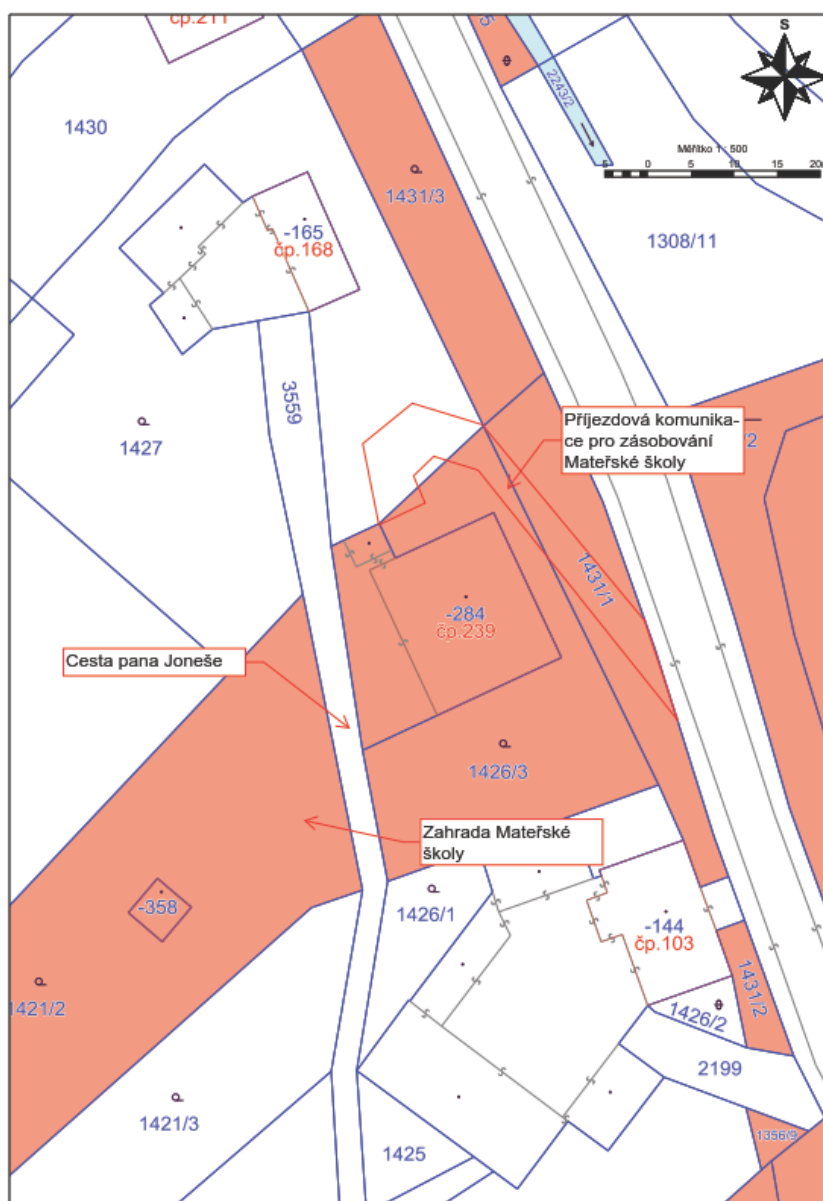 čp.211
S
5
2243/2
1430
Měřítko 1 : 500
5 0 5 10 15 20
1431/3
-165
čp.168
1308/11
3559
Příjezdová komunika-
ce pro zásobování
Mateřské školy
/2
1427
1431/1
-284
čp.239
Cesta pana Joneše
1426/3
Zahrada Mateřské
školy
-358
1426/1
-144
čp.103
1421/2
1431/2
1426/2
2199
1421/3
1356/9
1425